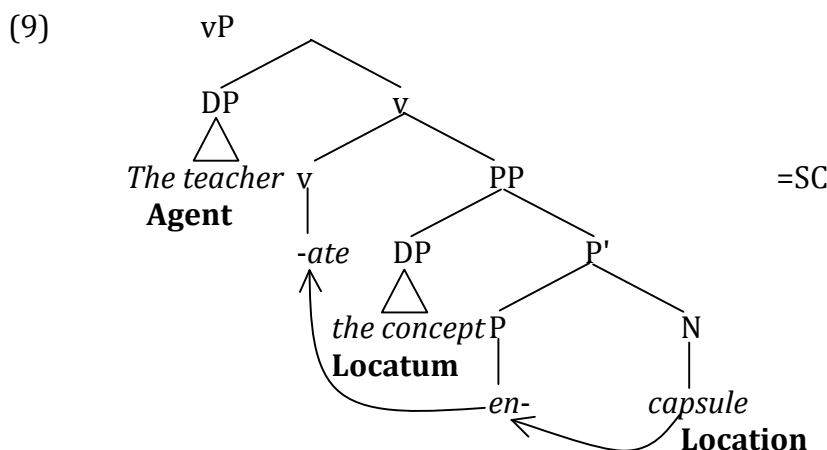 (9) vP
DP v
The teacher v PP =SC
Agent
-ate DP P'
the concept P N
Locatum
en- capsule
Location